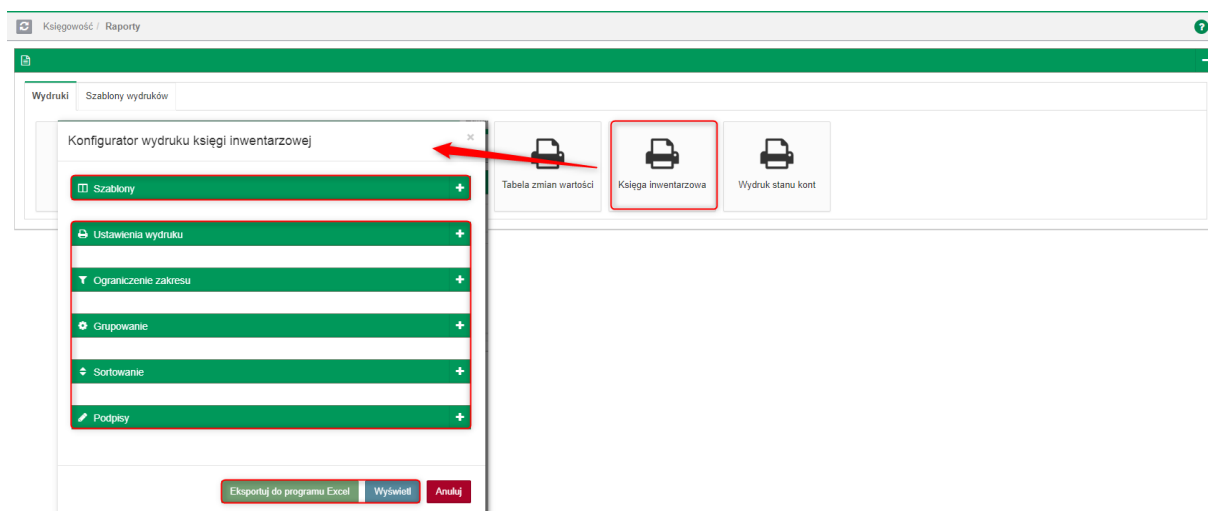 Księgowość / Raporty
Wydruki Szablony wydruków
Konfigurator wydruku księgi inwentarzowej ×
Tabela zmian wartości Księga inwentarzowa Wydruk stanu kont
Szablony
Ustawienia wydruku
Ograniczenie zakresu
Grupowanie
Sortowanie
Podpisy
Eksportuj do programu Excel Wyświetl Anuluj